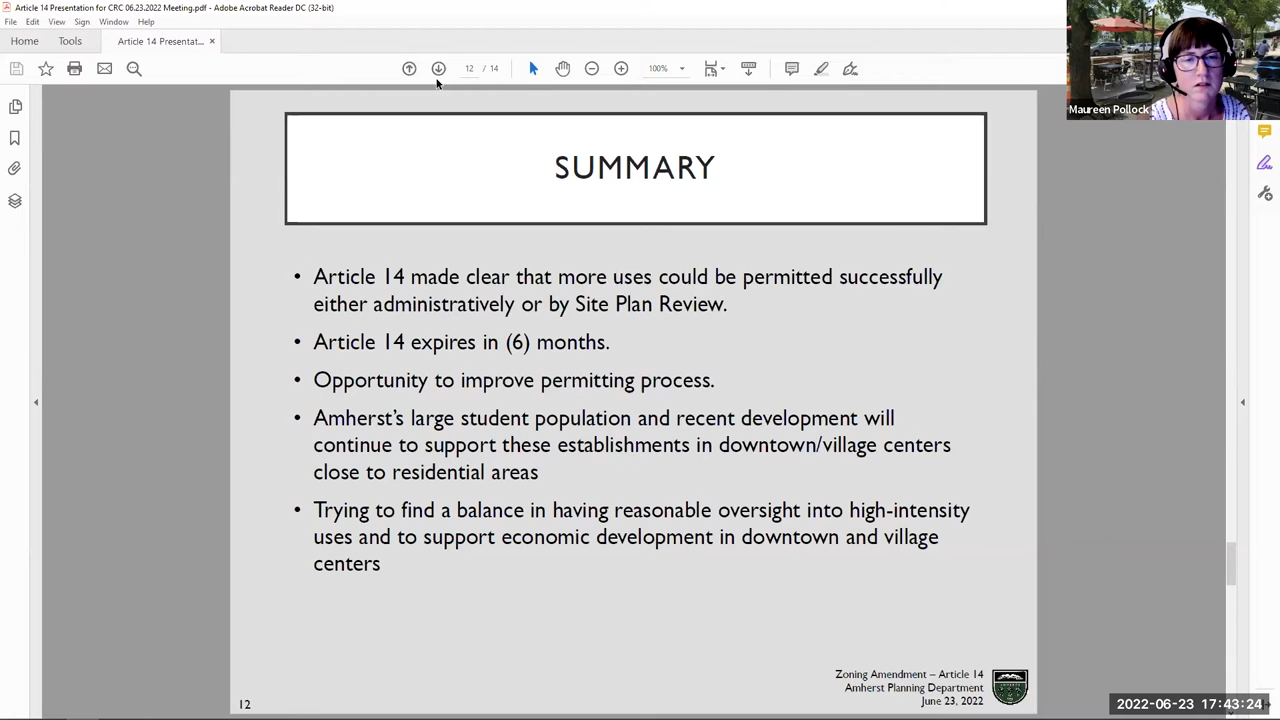 Article 14 Presentation for CRC 06.23.2022 Meeting.pdf - Adobe Acrobat Reader DC (32-bit)
File Edit View Sign Window Help
Home Tools Article 14 Presentat... ×
12 / 14 100%
Maureen Pollock
SUMMARY
• Article 14 made clear that more uses could be permitted successfully
either administratively or by Site Plan Review.
• Article 14 expires in (6) months.
• Opportunity to improve permitting process.
• Amherst's large student population and recent development will
continue to support these establishments in downtown/village centers
close to residential areas
• Trying to find a balance in having reasonable oversight into high-intensity
uses and to support economic development in downtown and village
centers
Zoning Amendment – Article 14
Amherst Planning Department
June 23, 2022
12
2022-06-23 17:43:24